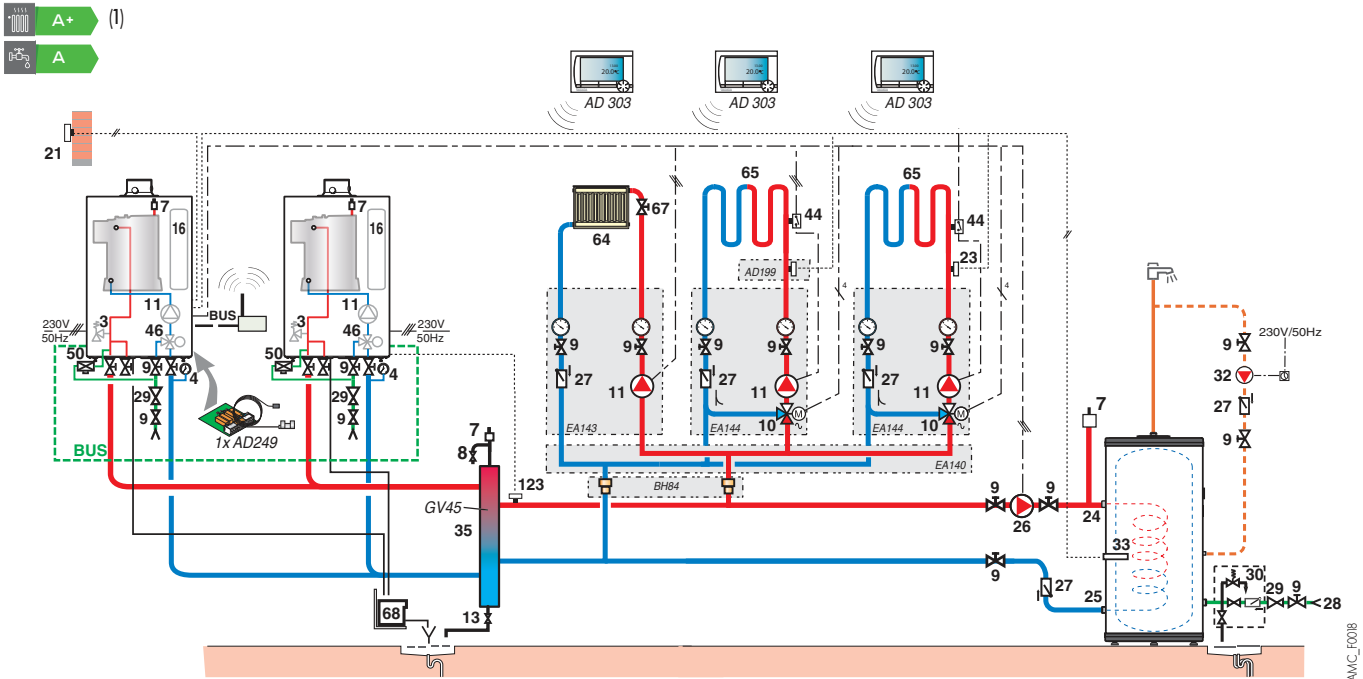 A+ (1)
A
AD 303
AD 303
AD 303
21
7
16
11
3
46
230V
50Hz
50
9
4
29
9
BUS
BUS
7
16
11
3
46
230V
50Hz
50
9
4
29
9
1x AD249
64
67
65
44
AD199
65
44
23
4
4
9
9
27
11
EA143
9
9
27
11
10
M
EA144
9
9
27
11
10
M
EA144
EA140
BH84
7
8
GV45
35
123
13
68
9
26
9
7
24
33
25
9
27
9
230V/50Hz
32
27
9
30
29
9
28
AMC_F0018